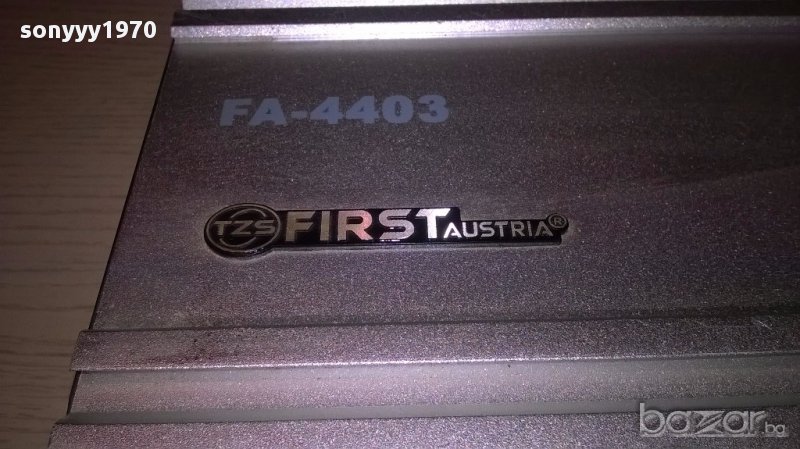 sonyyy1970
FA-4403
TZS FIRST AUSTRIA®
bazar.bg